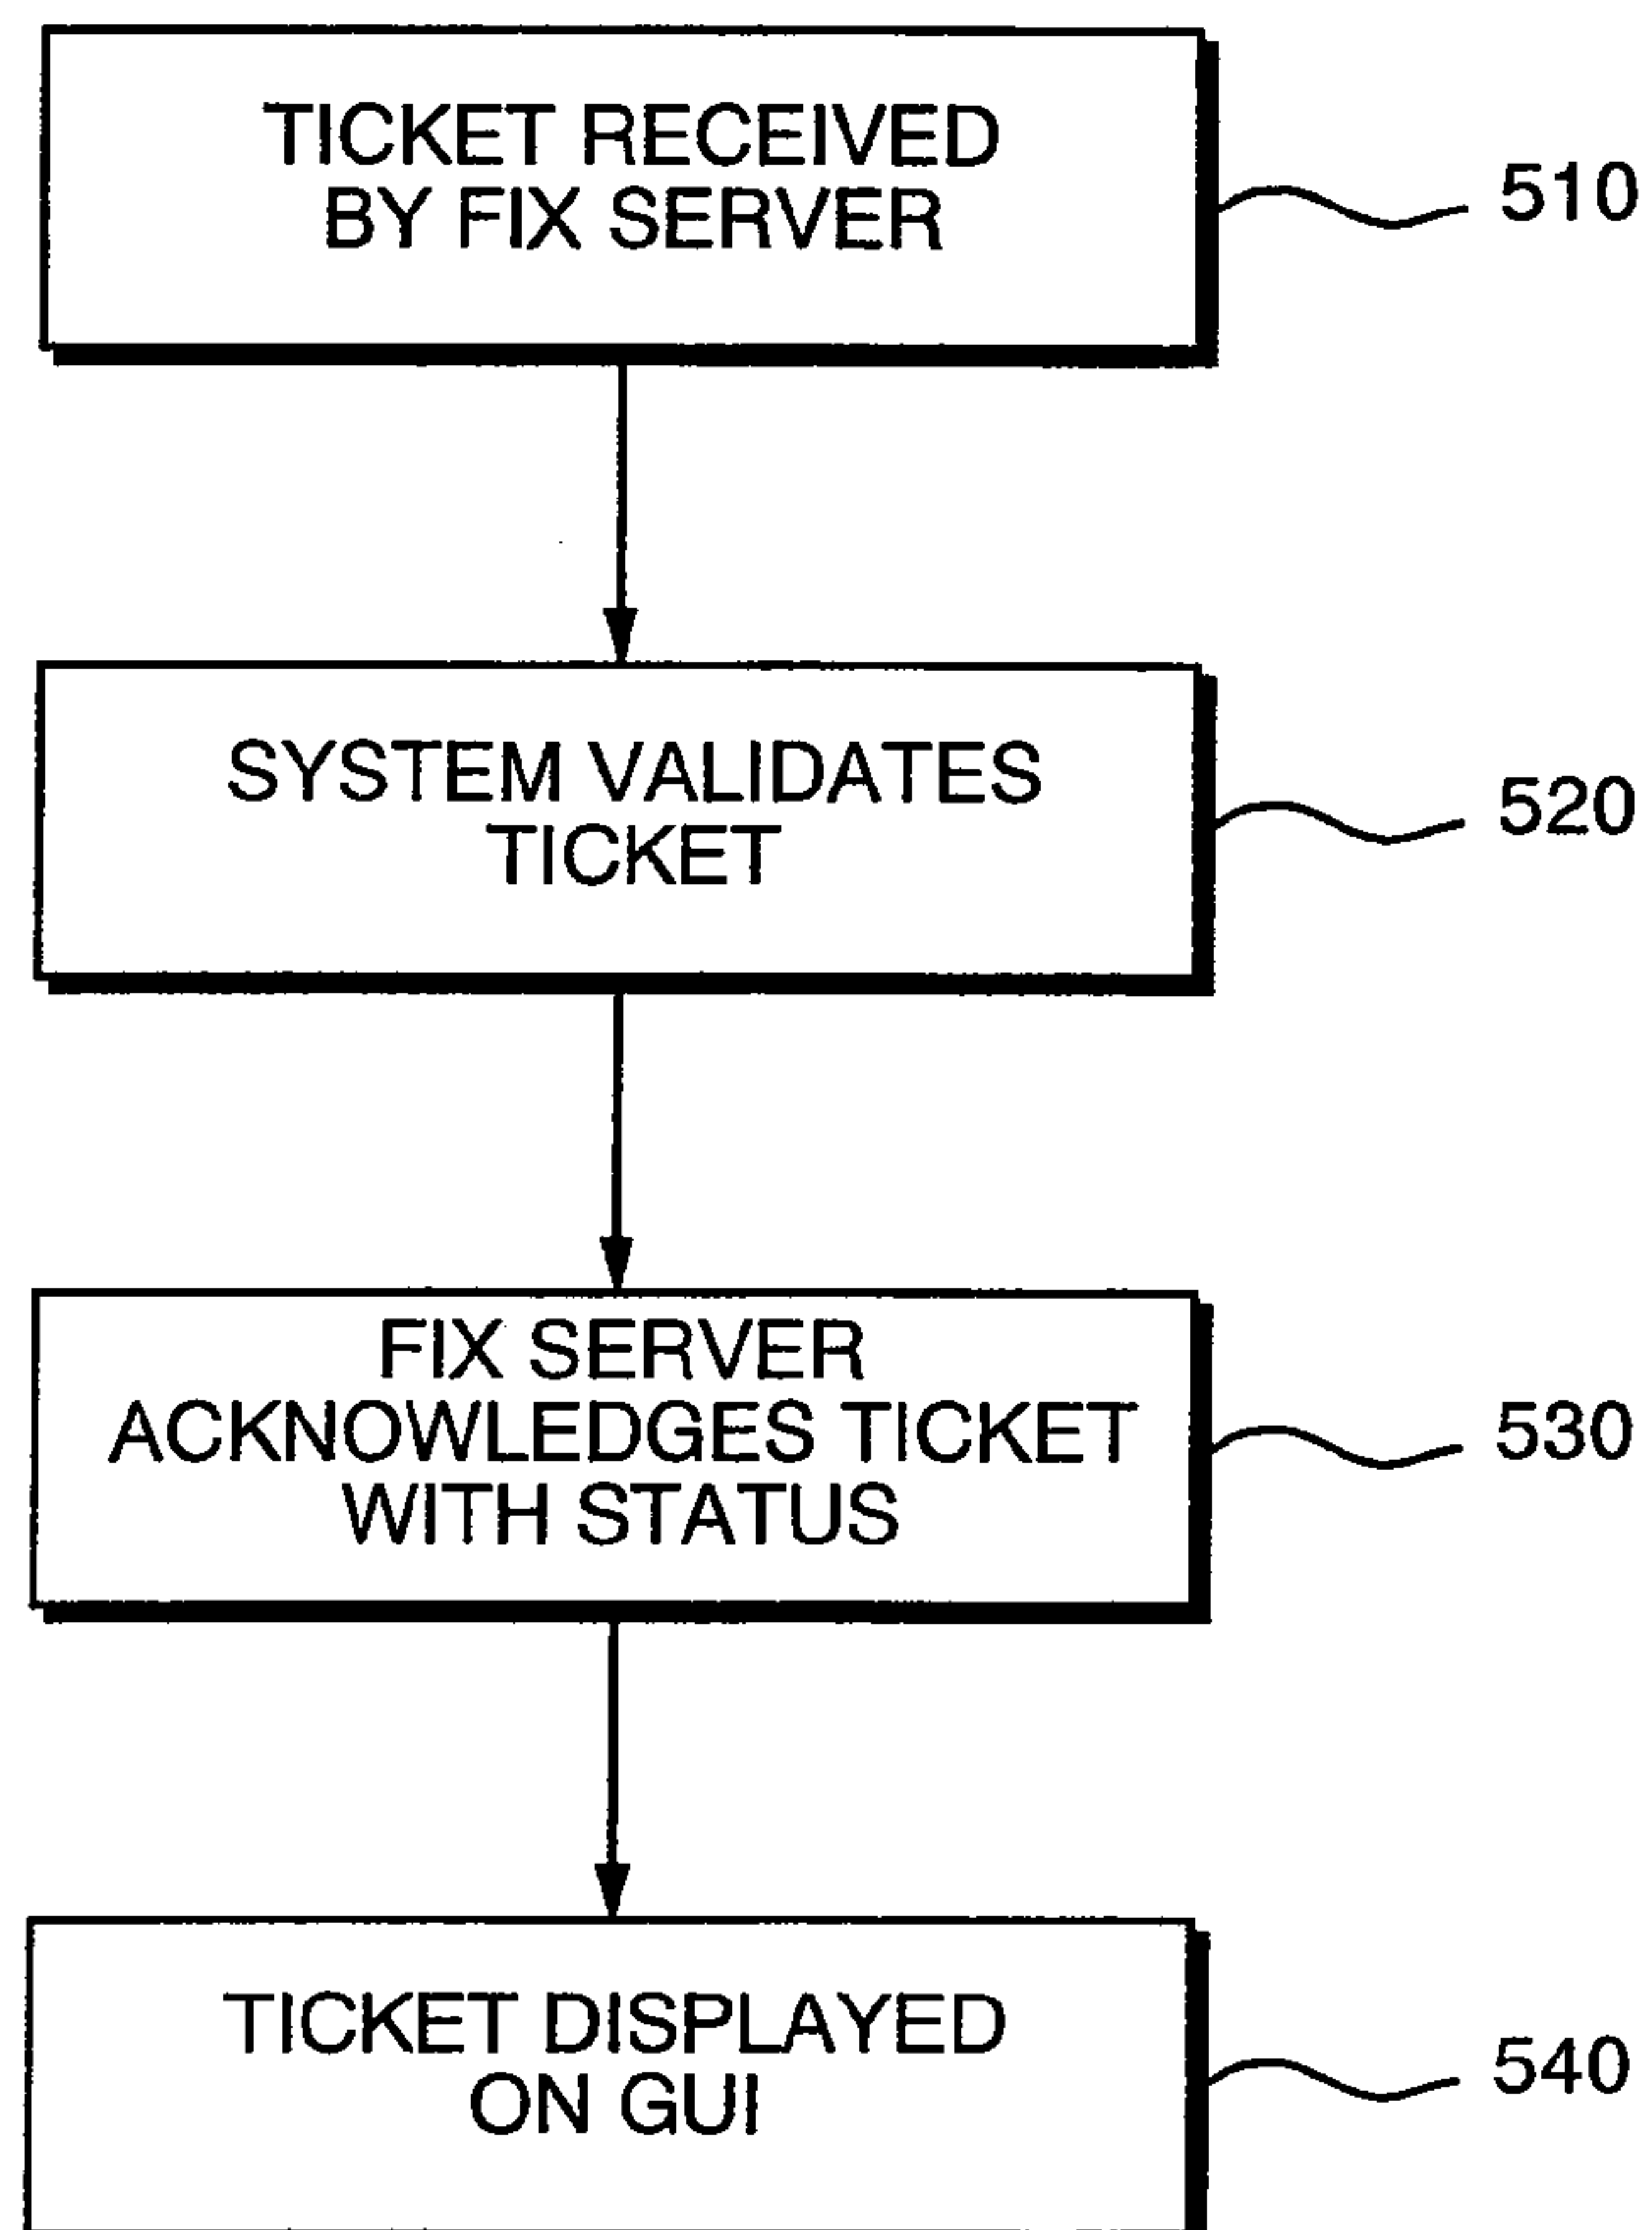 TICKET RECEIVED
BY FIX SERVER
510
SYSTEM VALIDATES
TICKET
520
FIX SERVER
ACKNOWLEDGES TICKET
WITH STATUS
530
TICKET DISPLAYED
ON GUI
540